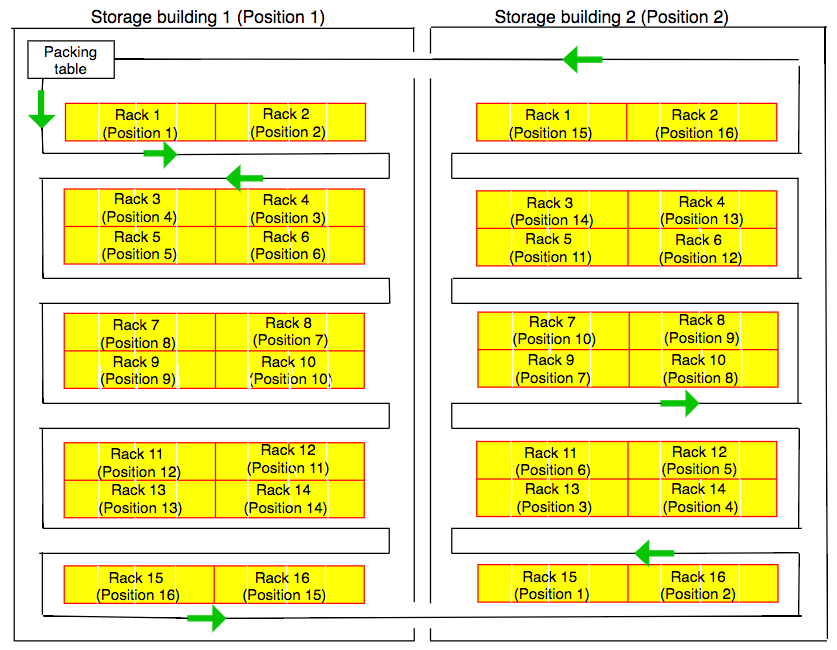 Storage building 1 (Position 1)
Storage building 2 (Position 2)
Packing
table
Rack 1
(Position 1)
Rack 2
(Position 2)
Rack 3
(Position 4)
Rack 4
(Position 3)
Rack 5
(Position 5)
Rack 6
(Position 6)
Rack 7
(Position 8)
Rack 8
(Position 7)
Rack 9
(Position 9)
Rack 10
(Position 10)
Rack 11
(Position 12)
Rack 12
(Position 11)
Rack 13
(Position 13)
Rack 14
(Position 14)
Rack 15
(Position 16)
Rack 16
(Position 15)
Rack 1
(Position 15)
Rack 2
(Position 16)
Rack 3
(Position 14)
Rack 4
(Position 13)
Rack 5
(Position 11)
Rack 6
(Position 12)
Rack 7
(Position 10)
Rack 8
(Position 9)
Rack 9
(Position 7)
Rack 10
(Position 8)
Rack 11
(Position 6)
Rack 12
(Position 5)
Rack 13
(Position 3)
Rack 14
(Position 4)
Rack 15
(Position 1)
Rack 16
(Position 2)